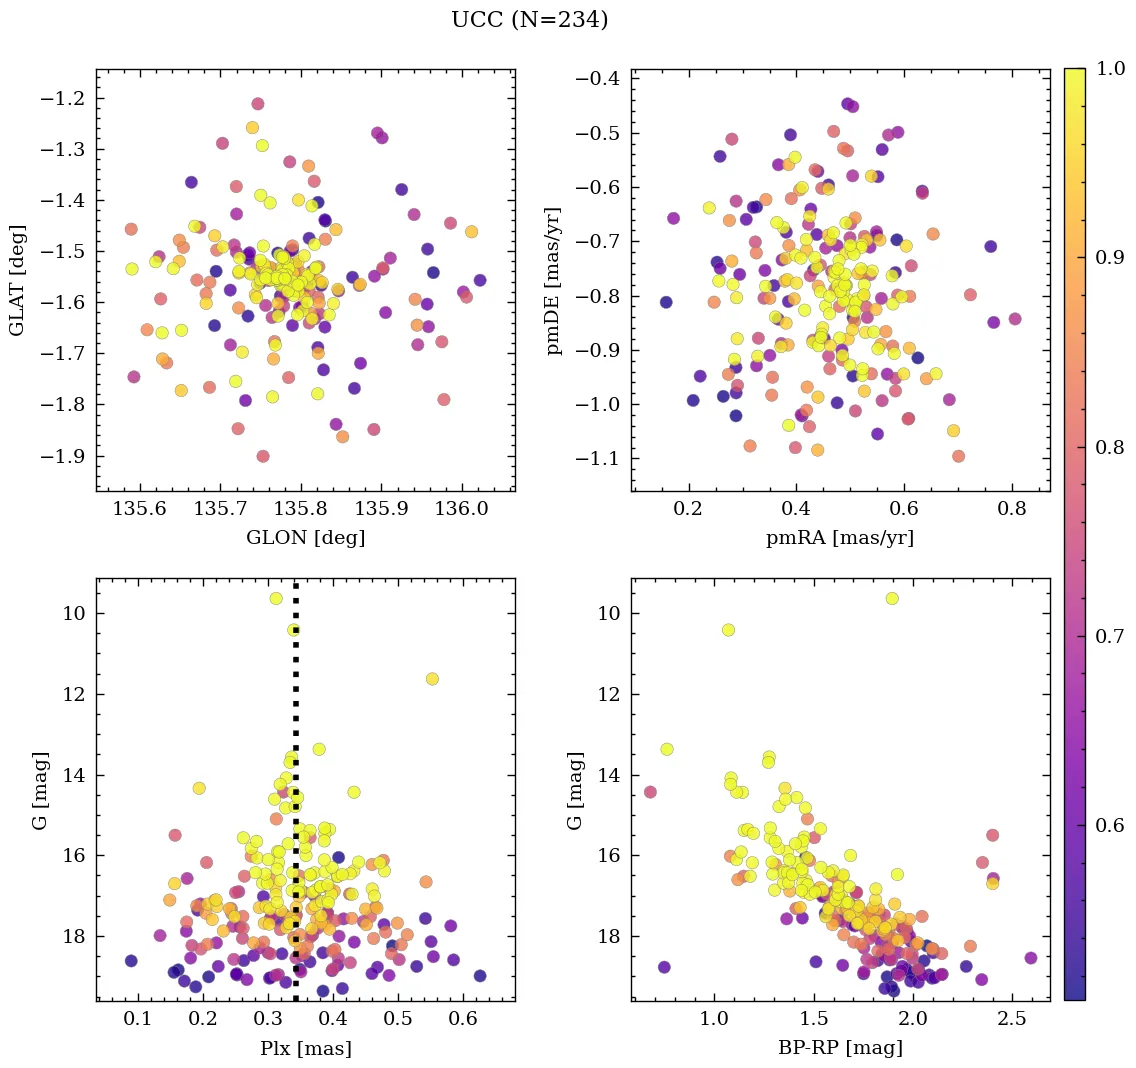 UCC (N=234)
−1.2
−1.3
−1.4
−1.5
−1.6
−1.7
−1.8
−1.9
GLAT [deg]
135.6 135.7 135.8 135.9 136.0
GLON [deg]
−0.4
−0.5
−0.6
−0.7
−0.8
−0.9
−1.0
−1.1
pmDE [mas/yr]
0.2 0.4 0.6 0.8
pmRA [mas/yr]
1.0
0.9
0.8
0.7
0.6
10
12
14
16
18
G [mag]
0.1 0.2 0.3 0.4 0.5 0.6
Plx [mas]
10
12
14
16
18
G [mag]
1.0 1.5 2.0 2.5
BP-RP [mag]